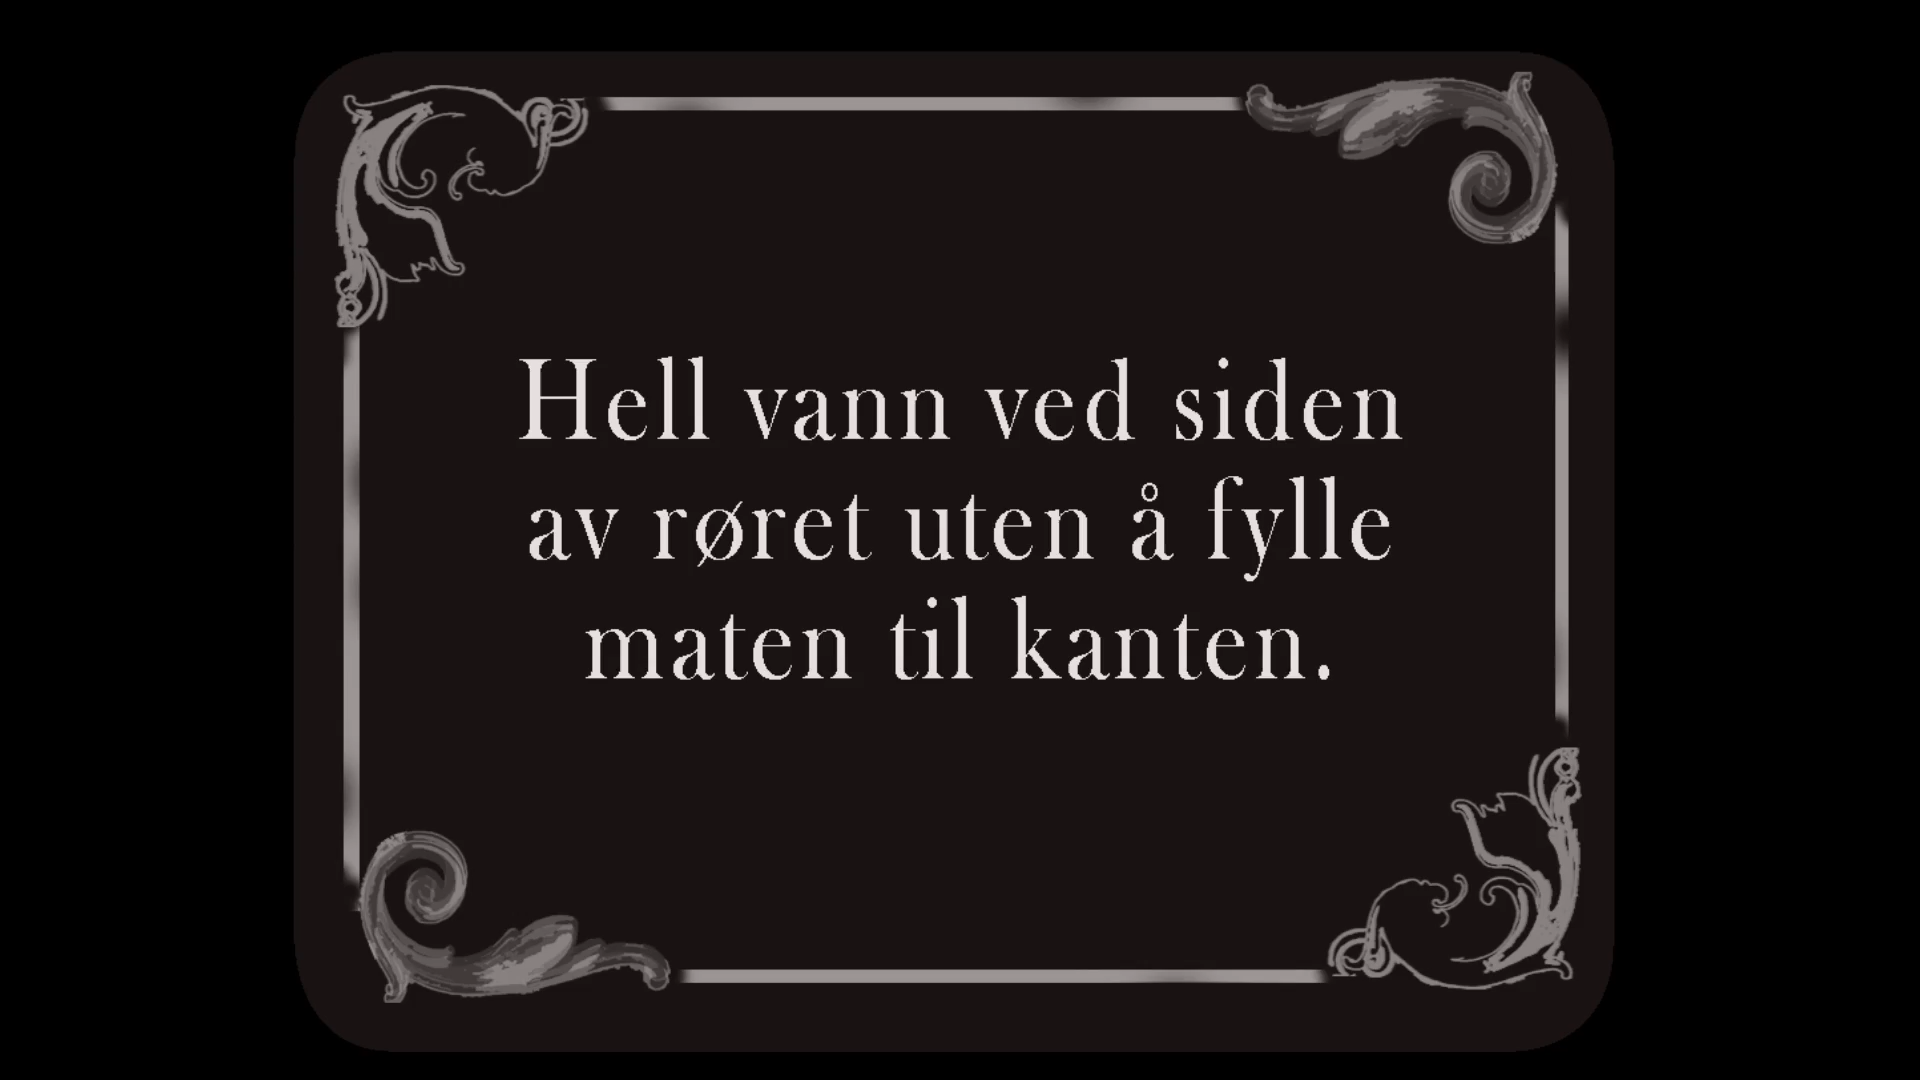 Hell vann ved siden
av røret uten å fylle
maten til kanten.